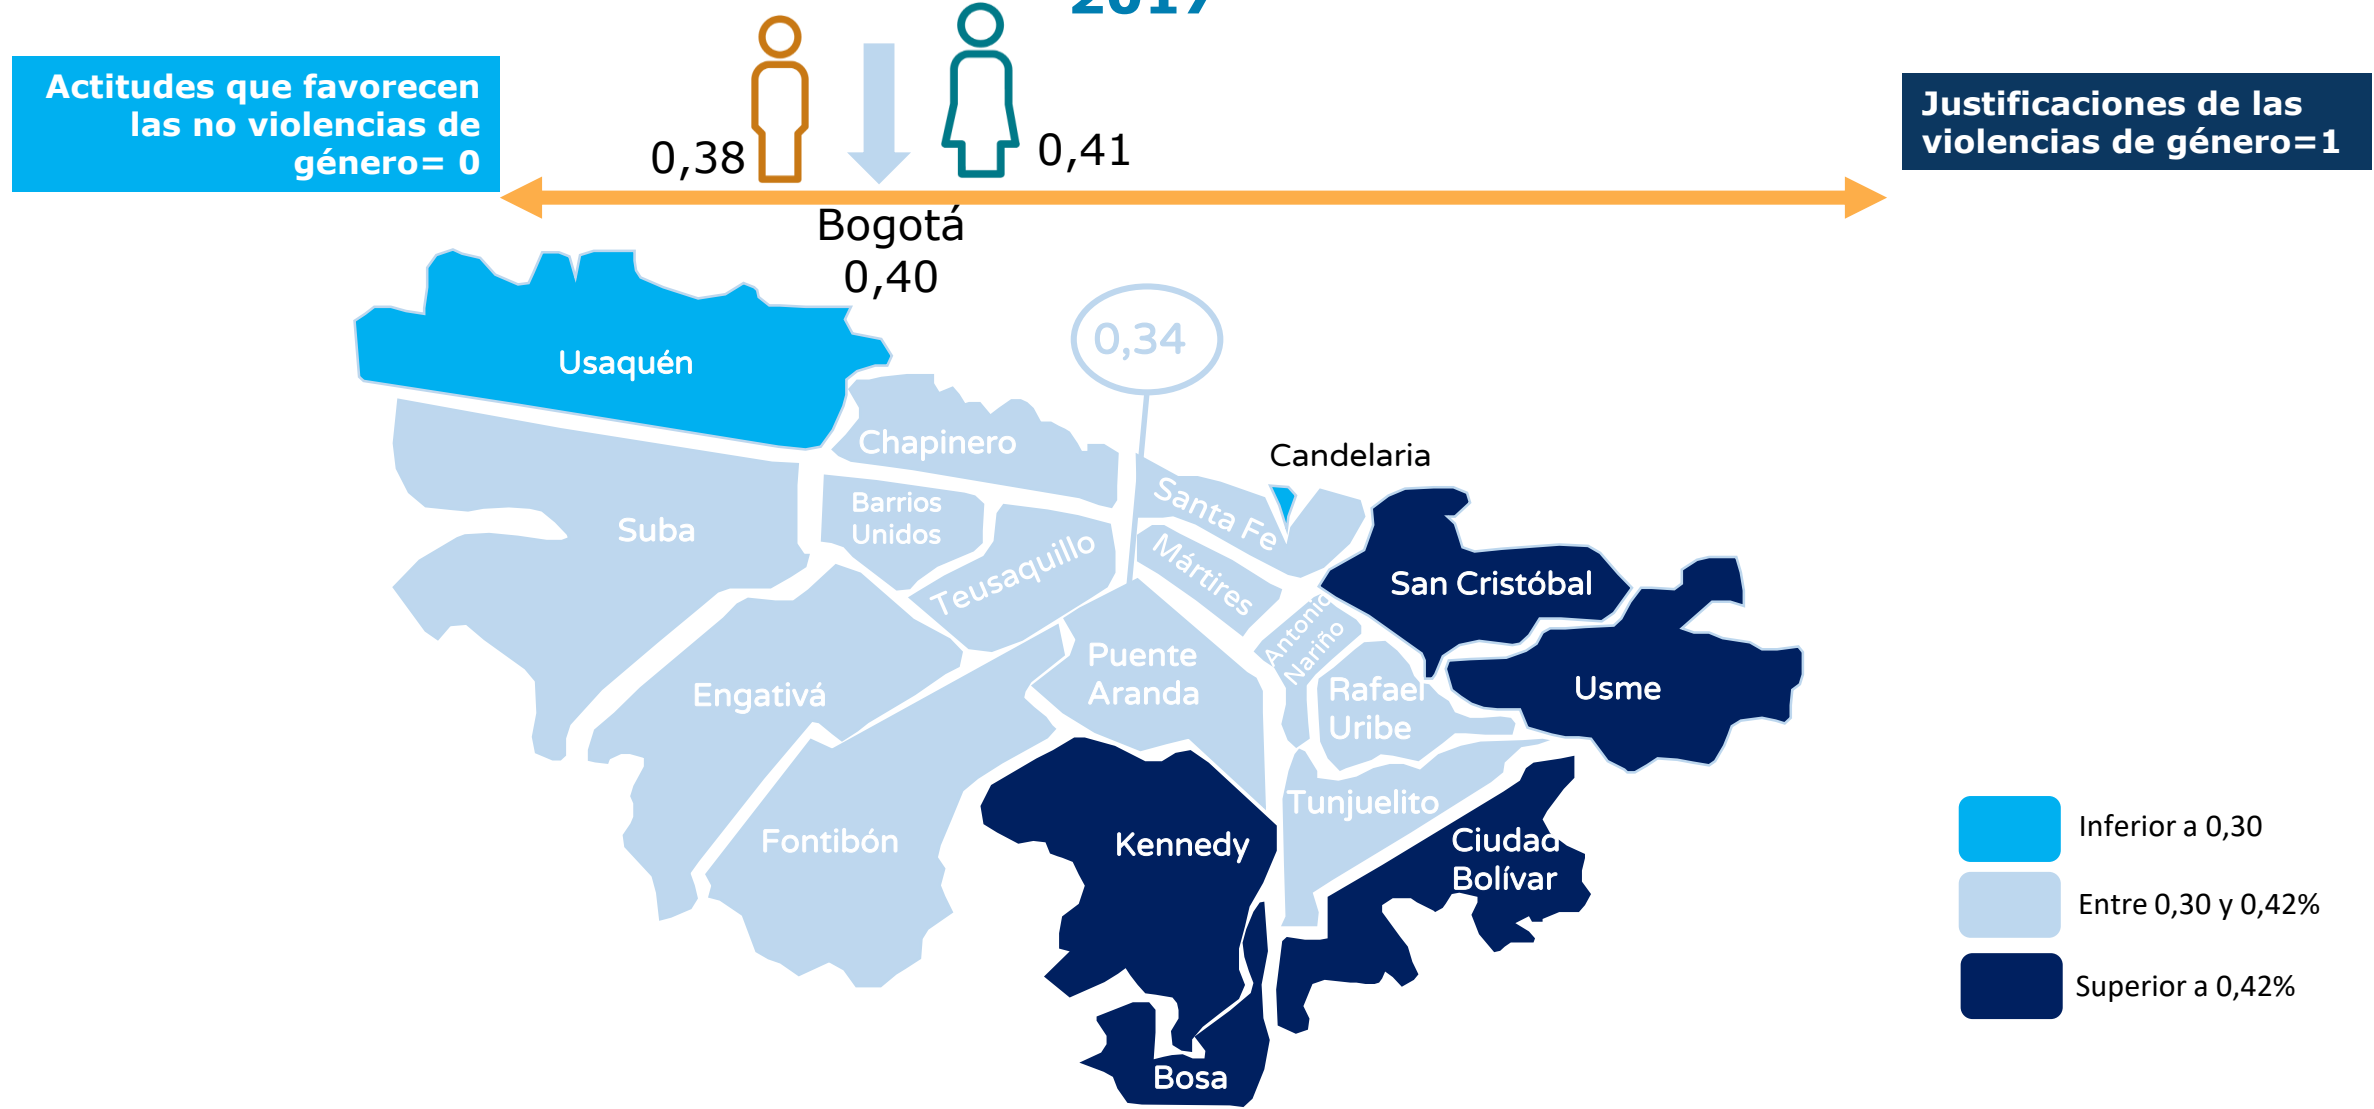 2017
Actitudes que favorecen
las no violencias de
género= 0
0,38
0,41
Justificaciones de las
violencias de género=1
Bogotá
0,40
0,34
Usaquén
Chapinero
Candelaria
Barrios
Unidos
Santa Fe
Suba
Teusaquillo
Mártires
San Cristóbal
Antonio
Nariño
Puente
Aranda
Engativá
Rafael
Uribe
Usme
Fontibón
Kennedy
Tunjuelito
Ciudad
Bolívar
Bosa
Inferior a 0,30
Entre 0,30 y 0,42%
Superior a 0,42%